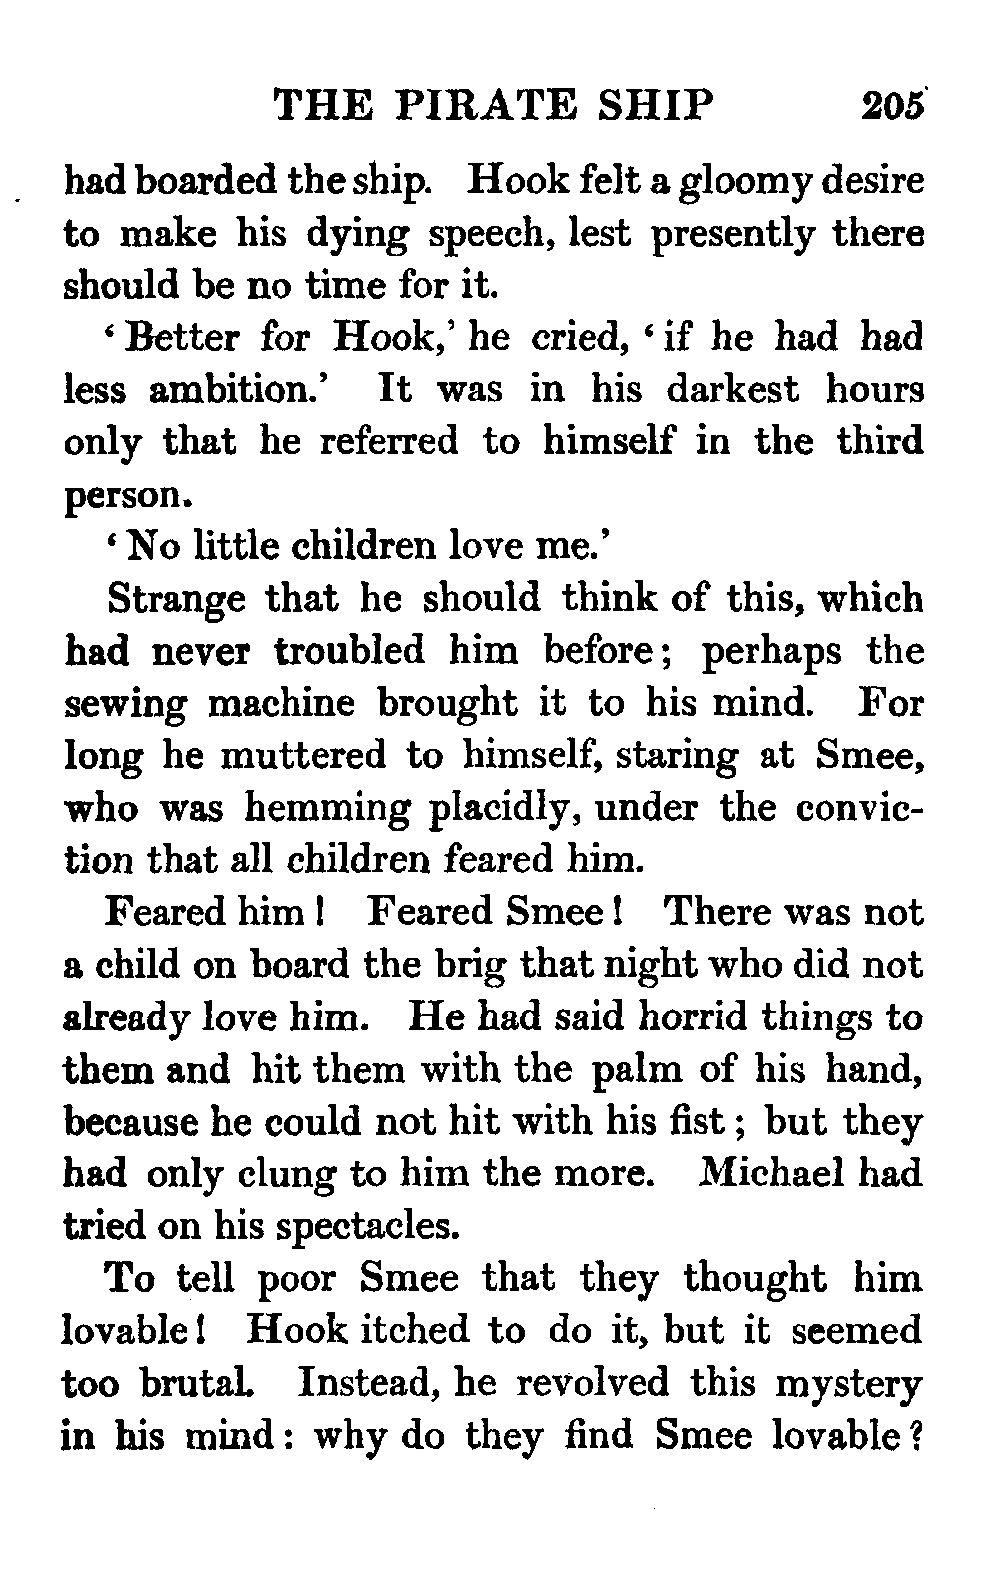 THE PIRATE SHIP 205
had boarded the ship. Hook felt a gloomy desire
to make his dying speech, lest presently there
should be no time for it.
‘Better for Hook,’ he cried, ‘if he had had
less ambition.’ It was in his darkest hours
only that he referred to himself in the third
person.
‘No little children love me.’
Strange that he should think of this, which
had never troubled him before; perhaps the
sewing machine brought it to his mind. For
long he muttered to himself, staring at Smee,
who was hemming placidly, under the convic-
tion that all children feared him.
Feared him! Feared Smee! There was not
a child on board the brig that night who did not
already love him. He had said horrid things to
them and hit them with the palm of his hand,
because he could not hit with his fist; but they
had only clung to him the more. Michael had
tried on his spectacles.
To tell poor Smee that they thought him
lovable! Hook itched to do it, but it seemed
too brutal. Instead, he revolved this mystery
in his mind: why do they find Smee lovable?